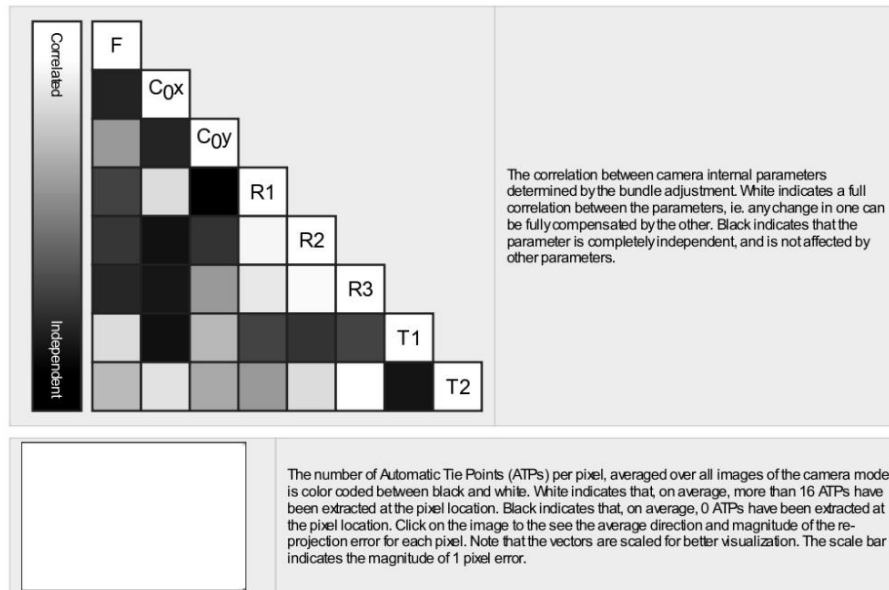 Correlated
Independent
F
C0x
C0y
R1
R2
R3
T1
T2
The correlation between camera internal parameters
determined by the bundle adjustment. White indicates a full
correlation between the parameters, ie. any change in one can
be fully compensated by the other. Black indicates that the
parameter is completely independent, and is not affected by
other parameters.
The number of Automatic Tie Points (ATPs) per pixel, averaged over all images of the camera mode
is color coded between black and white. White indicates that, on average, more than 16 ATPs have
been extracted at the pixel location. Black indicates that, on average, 0 ATPs have been extracted at
the pixel location. Click on the image to the see the average direction and magnitude of the re-
projection error for each pixel. Note that the vectors are scaled for better visualization. The scale bar
indicates the magnitude of 1 pixel error.